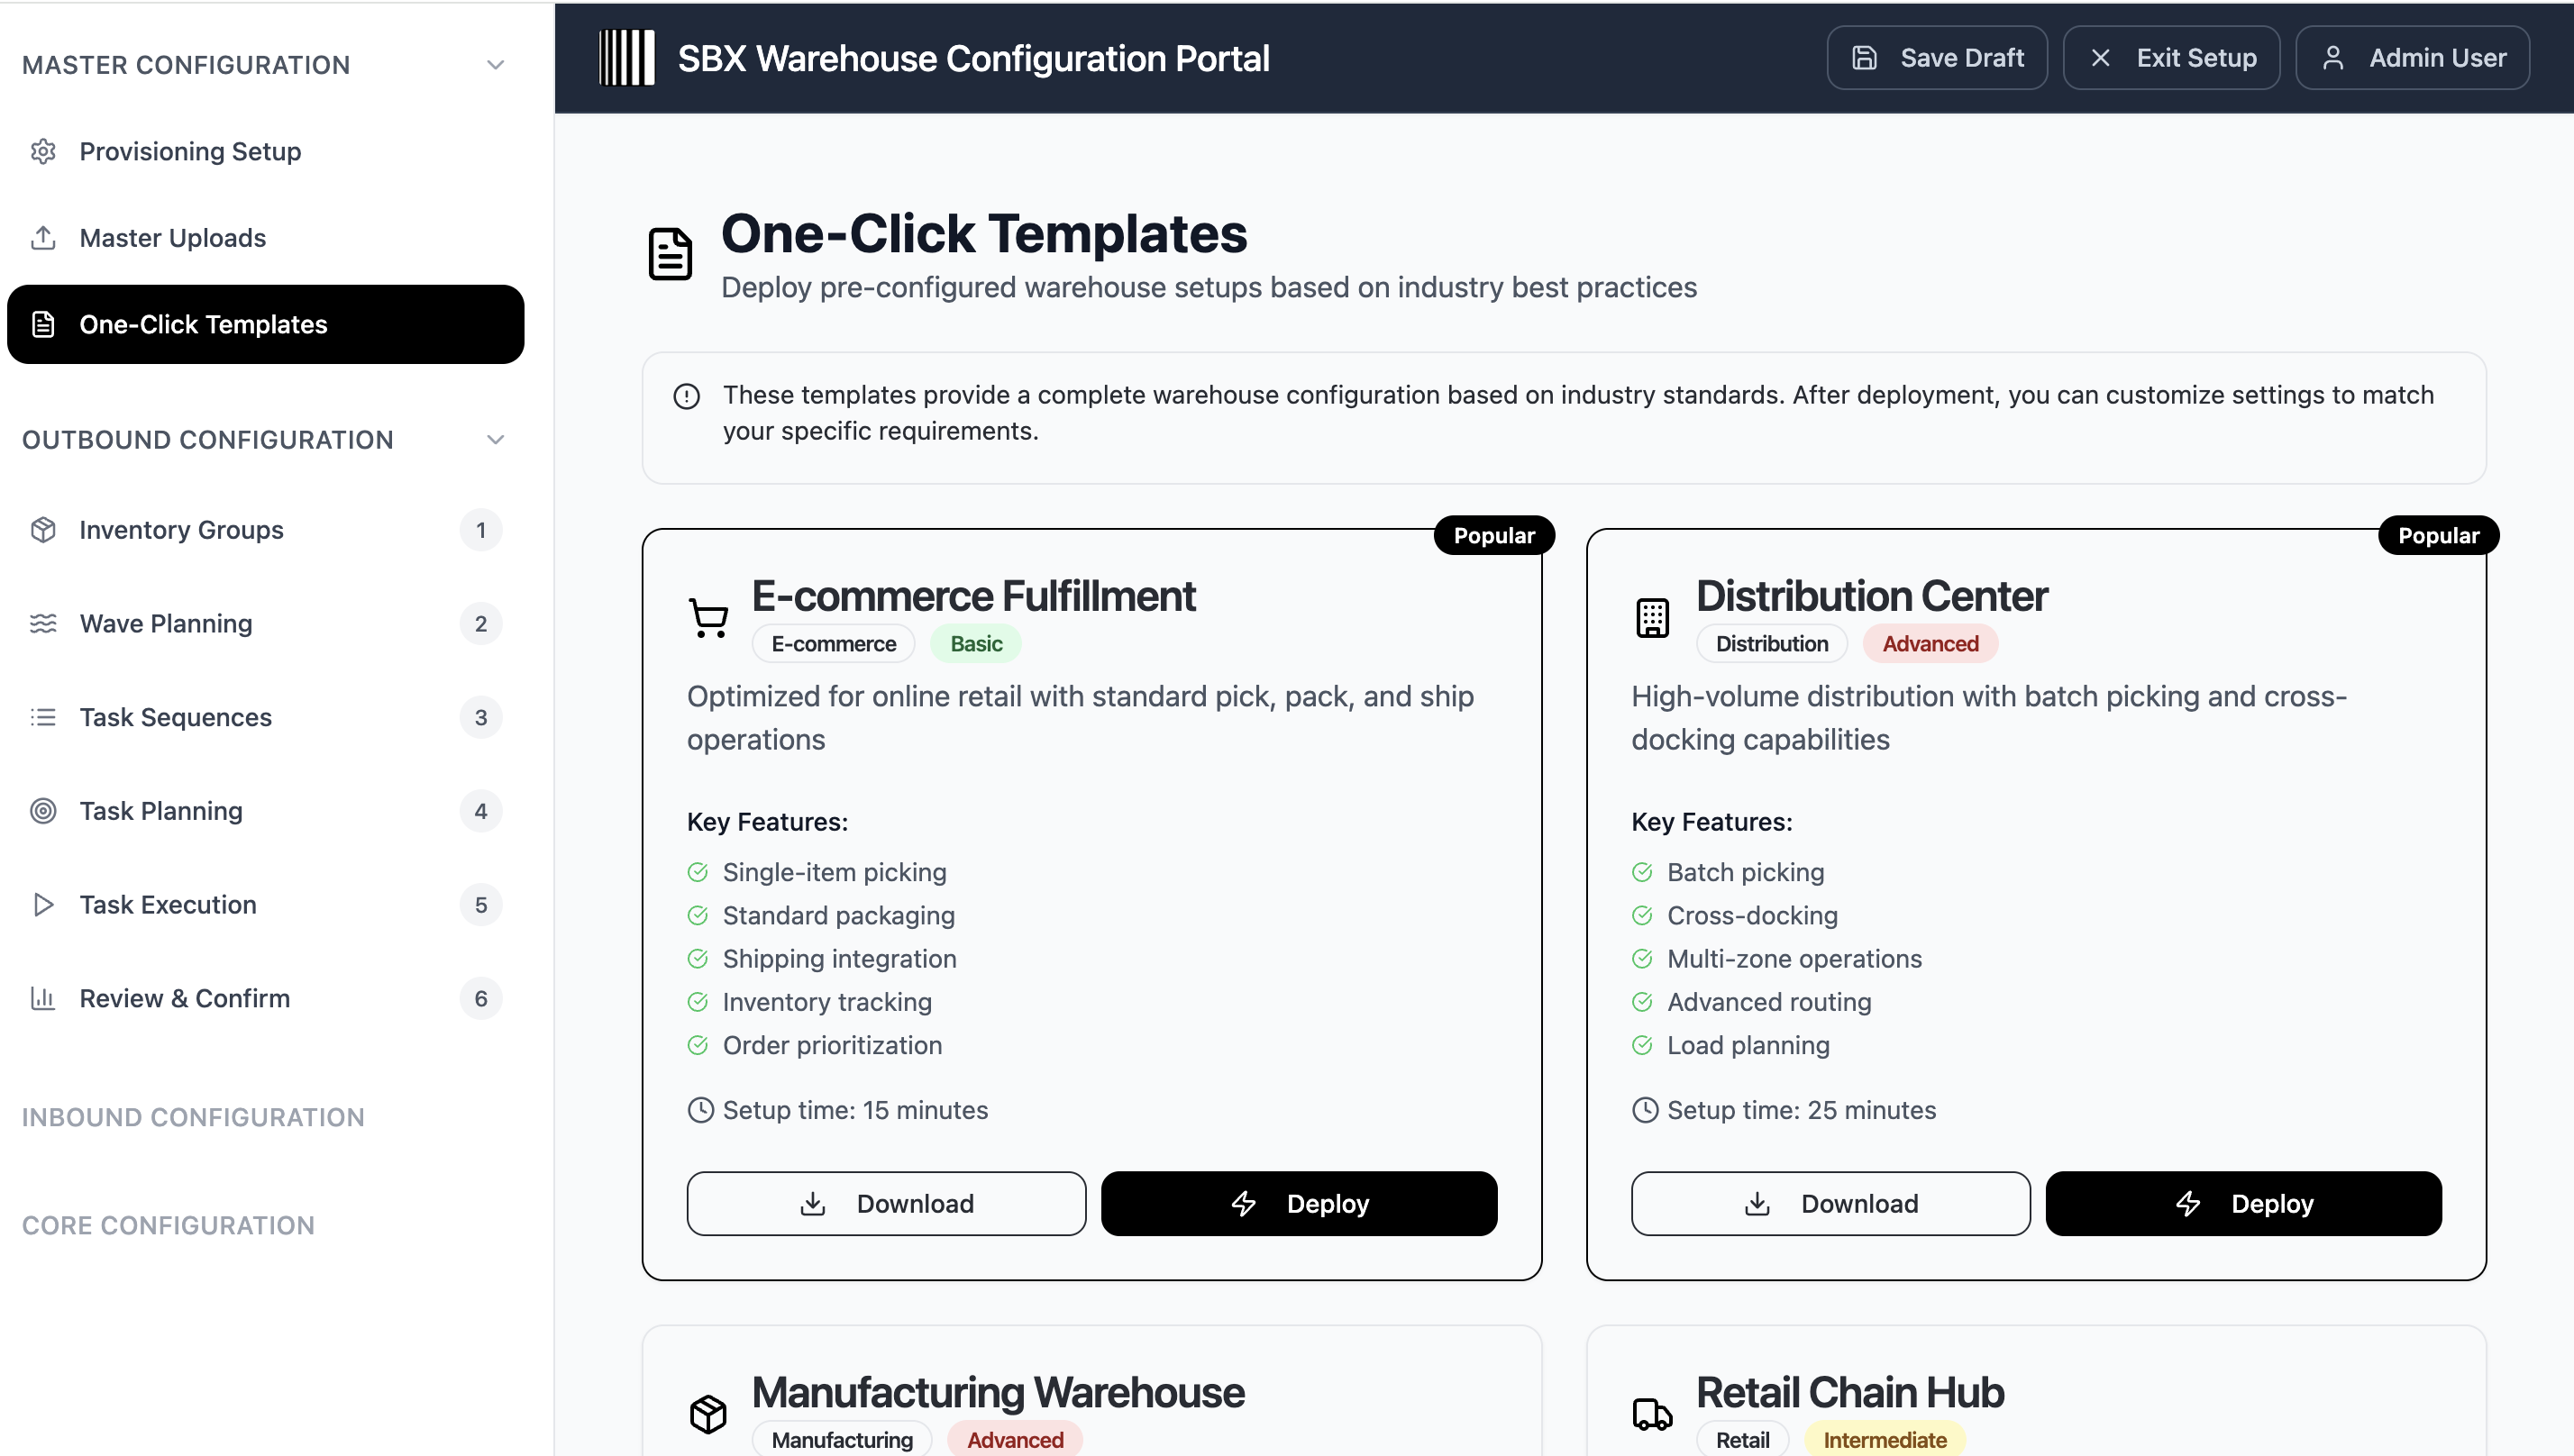 MASTER CONFIGURATION
Provisioning Setup
Master Uploads
One-Click Templates
OUTBOUND CONFIGURATION
Inventory Groups 1
Wave Planning 2
Task Sequences 3
Task Planning 4
Task Execution 5
Review & Confirm 6
INBOUND CONFIGURATION
CORE CONFIGURATION
SBX Warehouse Configuration Portal
Save Draft
Exit Setup
Admin User
One-Click Templates
Deploy pre-configured warehouse setups based on industry best practices
These templates provide a complete warehouse configuration based on industry standards. After deployment, you can customize settings to match
your specific requirements.
Popular
E-commerce Fulfillment
E-commerce Basic
Optimized for online retail with standard pick, pack, and ship
operations
Key Features:
Single-item picking
Standard packaging
Shipping integration
Inventory tracking
Order prioritization
Setup time: 15 minutes
Download
Deploy
Popular
Distribution Center
Distribution Advanced
High-volume distribution with batch picking and cross-
docking capabilities
Key Features:
Batch picking
Cross-docking
Multi-zone operations
Advanced routing
Load planning
Setup time: 25 minutes
Download
Deploy
Manufacturing Warehouse
Manufacturing Advanced
Retail Chain Hub
Retail Intermediate